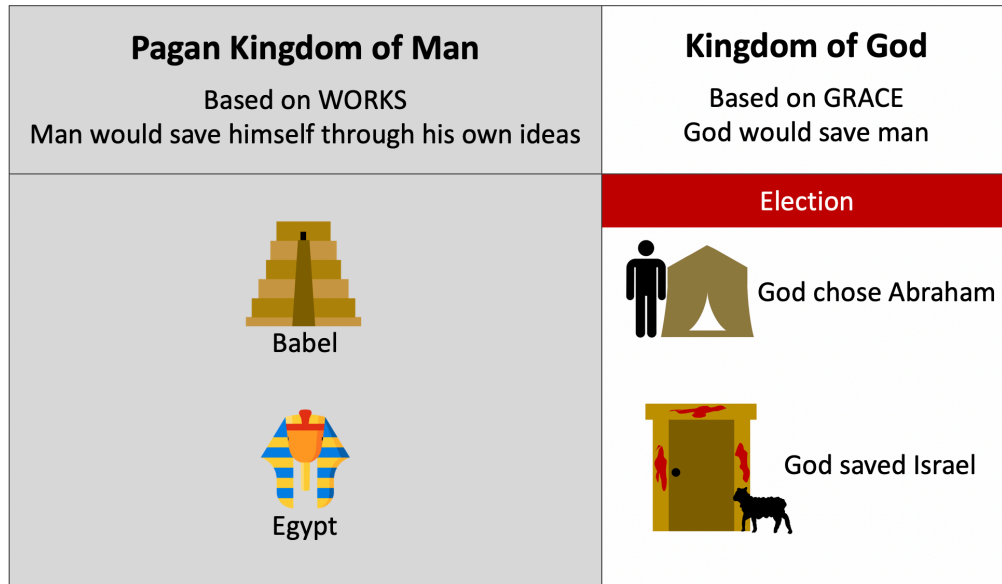 Pagan Kingdom of Man
Based on WORKS
Man would save himself through his own ideas
Kingdom of God
Based on GRACE
God would save man
Election
Babel
God chose Abraham
Egypt
God saved Israel